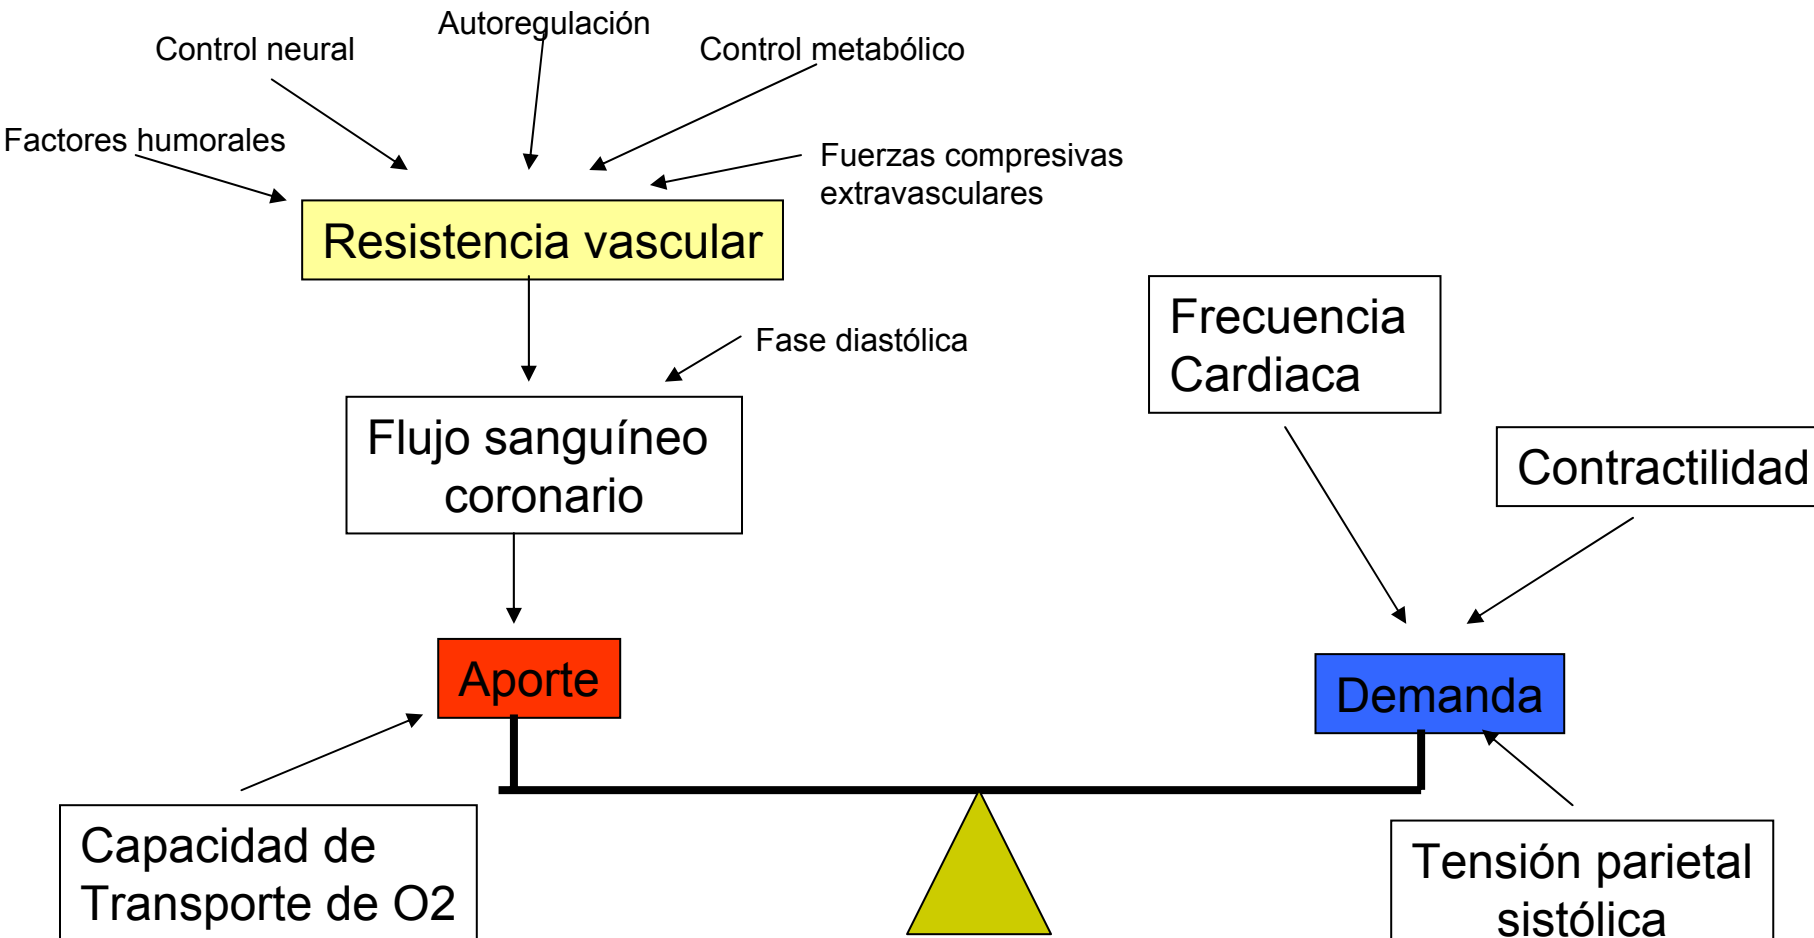 Autoregulación
Control neural
Control metabólico
Factores humorales
Fuerzas compresivas
extravasculares
Resistencia vascular
Fase diastólica
Frecuencia
Cardiaca
Flujo sanguíneo
coronario
Contractilidad
Aporte
Demanda
Capacidad de
Transporte de O2
Tensión parietal
sistólica